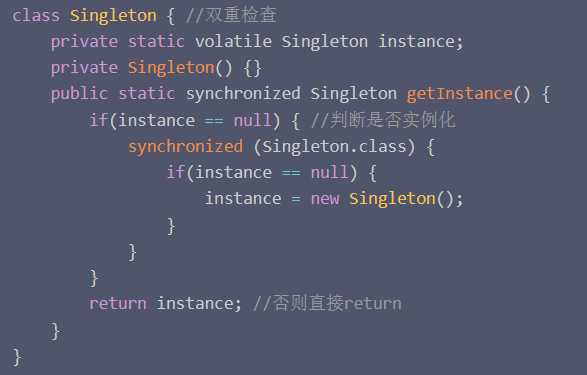 class Singleton { //双重检查
    private static volatile Singleton instance;
    private Singleton() {}
    public static synchronized Singleton getInstance() {
        if(instance == null) { //判断是否实例化
            synchronized (Singleton.class) {
                if(instance == null) {
                    instance = new Singleton();
                }
            }
        }
        return instance; //否则直接return
    }
}